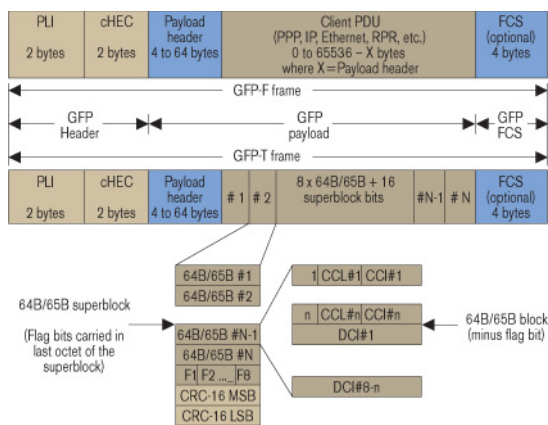 PLI
2 bytes
cHEC
2 bytes
Payload
header
4 to 64 bytes
Client PDU
(PPP, IP, Ethernet, RPR, etc.)
0 to 65536 – X bytes
where X=Payload header
FCS
(optional)
4 bytes
GFP-F frame
GFP
Header
GFP
payload
GFP
FCS
GFP-T frame
PLI
2 bytes
cHEC
2 bytes
Payload
header
4 to 64 bytes
# 1
# 2
8 x 64B/65B + 16
superblock bits
#N-1
# N
FCS
(optional)
4 bytes
64B/65B superblock
(Flag bits carried in
last octet of the
superblock)
64B/65B #1
64B/65B #2
64B/65B #N-1
64B/65B #N
F1 F2 ... F8
CRC-16 MSB
CRC-16 LSB
1 CCL#1 CCI#1
n CCL#n CCI#n
DCI#1
DCI#8-n
64B/65B block
(minus flag bit)